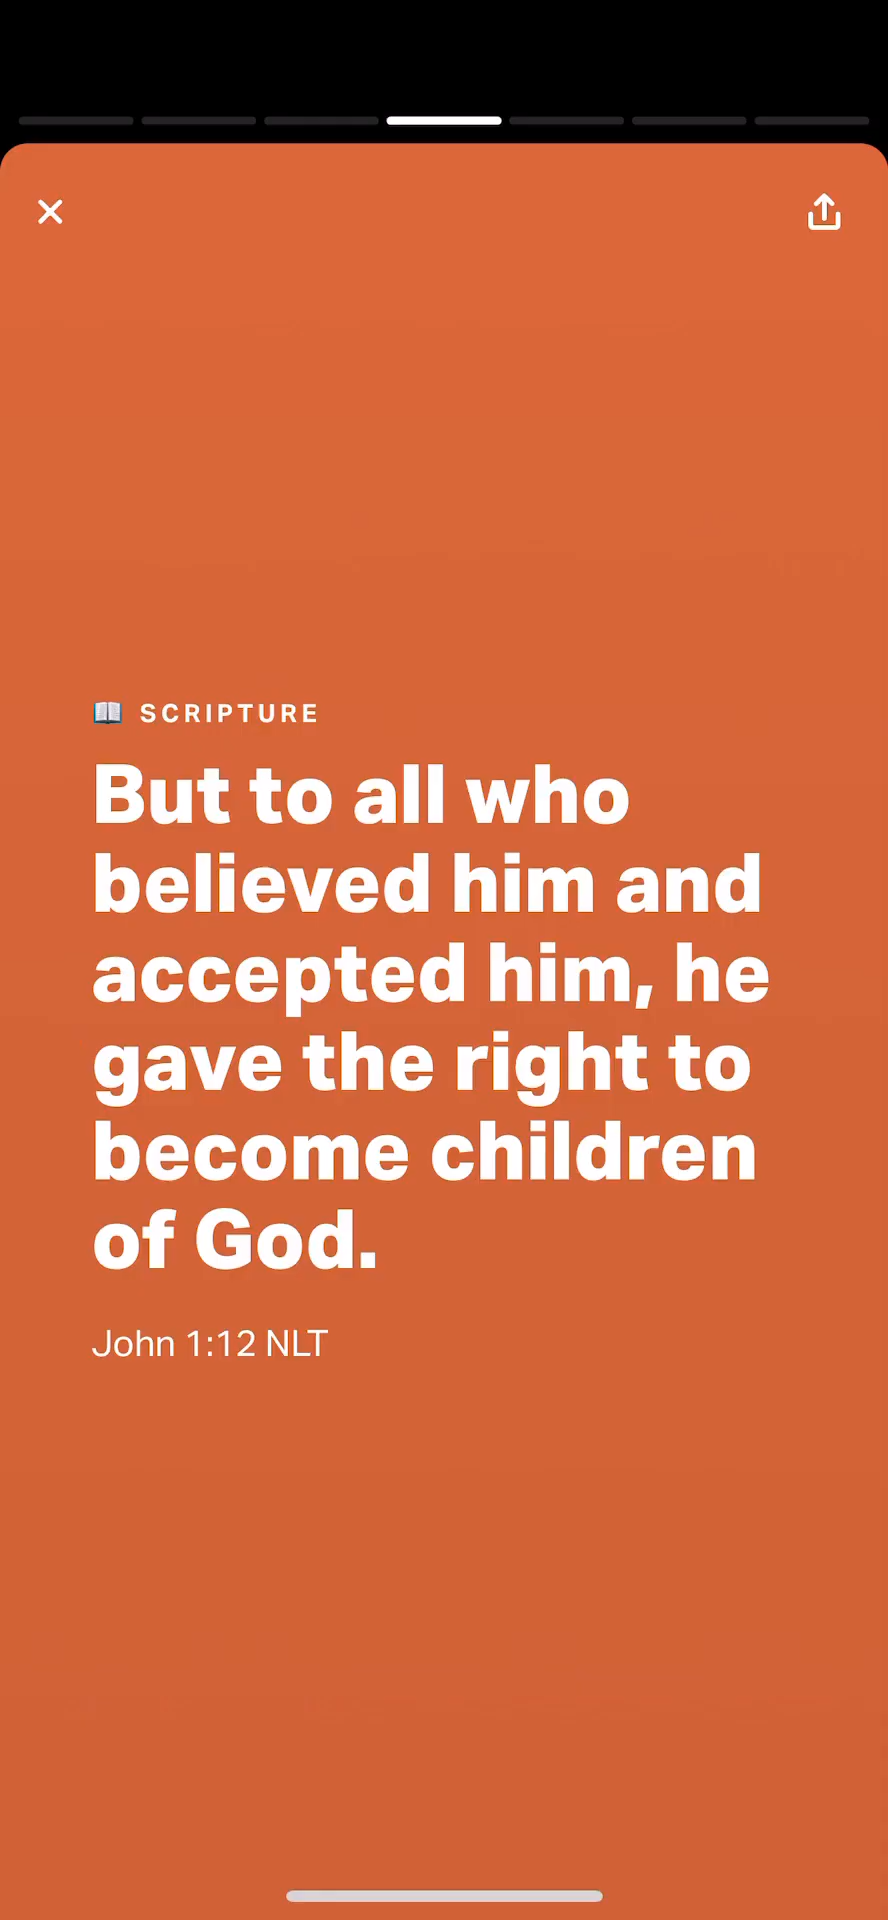 SCRIPTURE
But to all who
believed him and
accepted him, he
gave the right to
become children
of God.
John 1:12 NLT